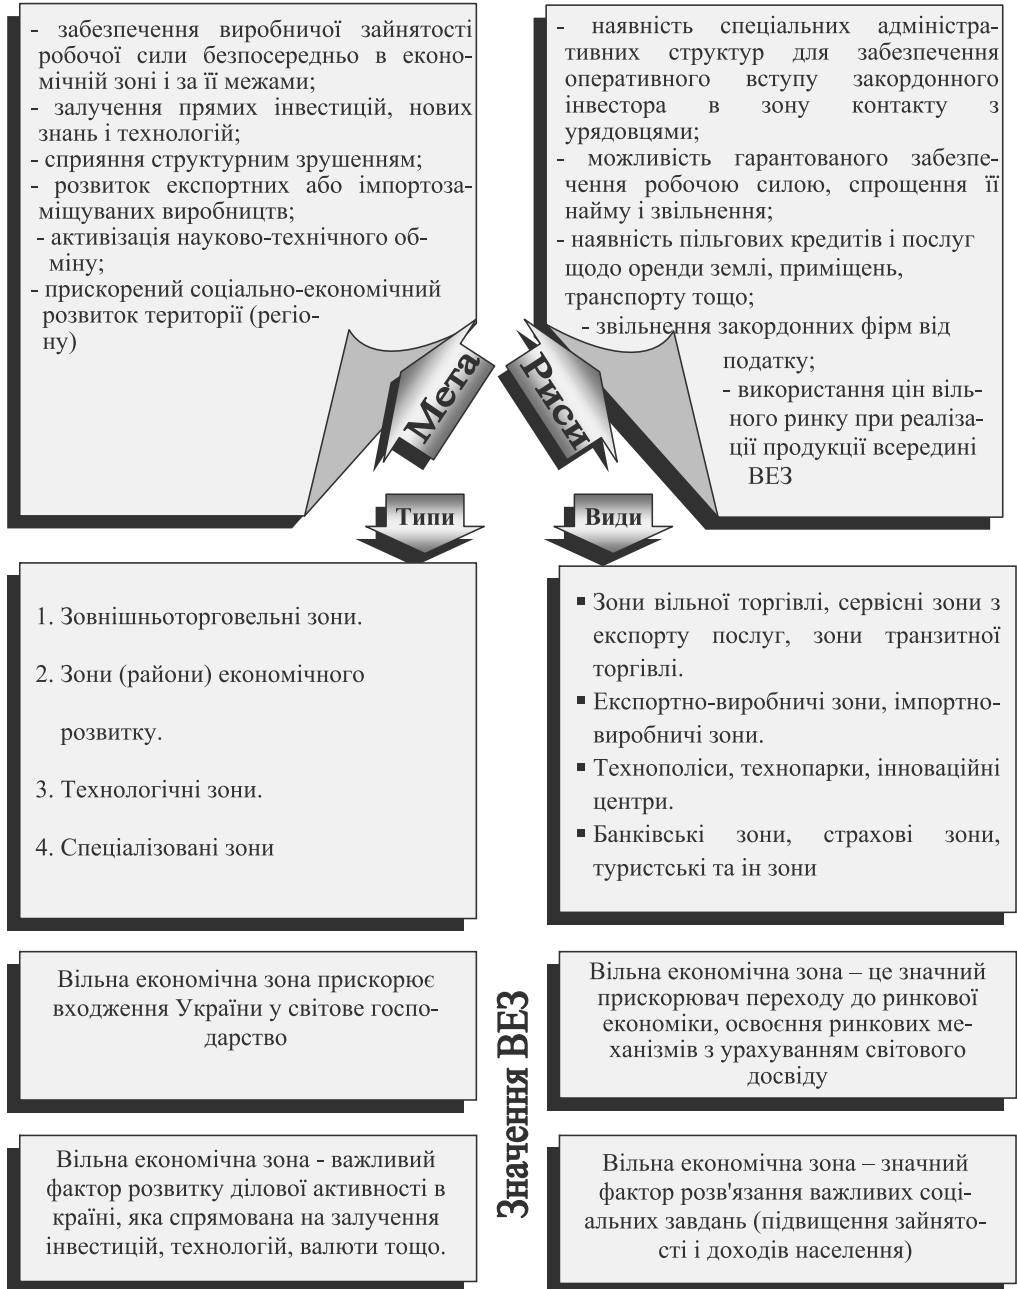 - забезпечення виробничої зайнятості
робочої сили безпосередньо в еконо-
мічній зоні і за її межами;
- залучення прямих інвестицій, нових
знань і технологій;
- сприяння структурним зрушенням;
- розвиток експортних або імпортоза-
міщуваних виробництв;
- активізація науково-технічного об-
міну;
- прискорений соціально-економічний
розвиток території (регіо-
ну)
- наявність спеціальних адміністра-
тивних структур для забезпечення
оперативного вступу закордонного
інвестора в зону контакту з
урядовцями;
- можливість гарантованого забезпе-
чення робочою силою, спрощення її
найму і звільнення;
- наявність пільгових кредитів і послуг
щодо оренди землі, приміщень,
транспорту тощо;
- звільнення закордонних фірм від
податку;
- використання цін віль-
ного ринку при реаліза-
ції продукції всередині
ВЕЗ
Мета
Риси
Типи
Види
1. Зовнішньоторговельні зони.
2. Зони (райони) економічного
розвитку.
3. Технологічні зони.
4. Спеціалізовані зони
▪ Зони вільної торгівлі, сервісні зони з
експорту послуг, зони транзитної
торгівлі.
▪ Експортно-виробничі зони, імпортно-
виробничі зони.
▪ Технополіси, технопарки, інноваційні
центри.
▪ Банківські зони, страхові зони,
туристські та ін зони
Значення ВЕЗ
Вільна економічна зона прискорює
входження України у світове госпо-
дарство
Вільна економічна зона – це значний
прискорювач переходу до ринкової
економіки, освоєння ринкових ме-
ханізмів з урахуванням світового
досвіду
Вільна економічна зона - важливий
фактор розвитку ділової активності в
країні, яка спрямована на залучення
інвестицій, технологій, валюти тощо.
Вільна економічна зона – значний
фактор розв'язання важливих соці-
альних завдань (підвищення зайнято-
сті і доходів населення)